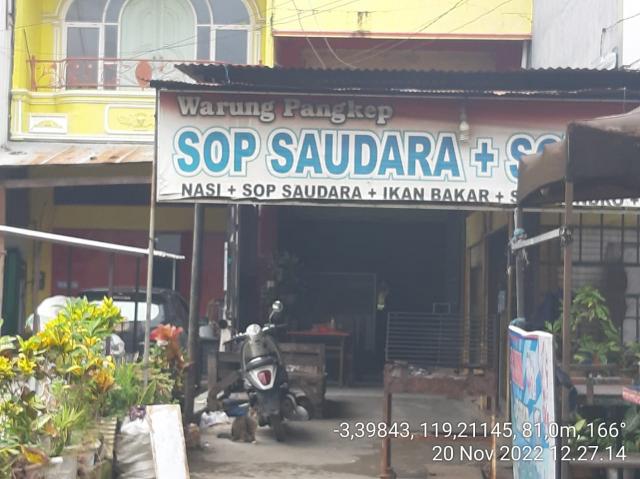 Warung Pangkep
SOP SAUDARA +
NASI + SOP SAUDARA + IKAN BAKAR +
-3,39843, 119,21145, 81,0m, 166°
20 Nov 2022 12.27.14